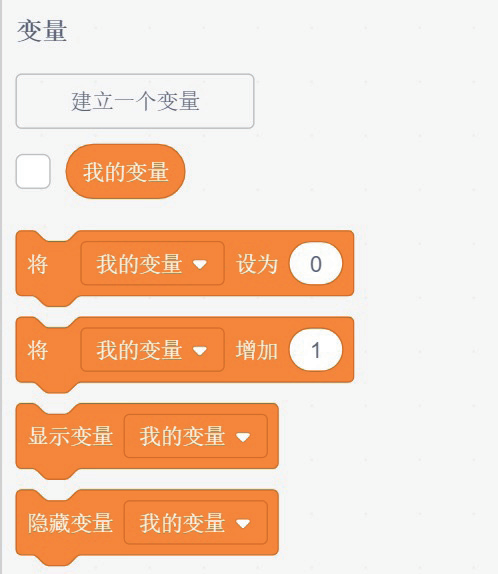 变量
建立一个变量
我的变量
将 我的变量 设为 0
将 我的变量 增加 1
显示变量 我的变量
隐藏变量 我的变量